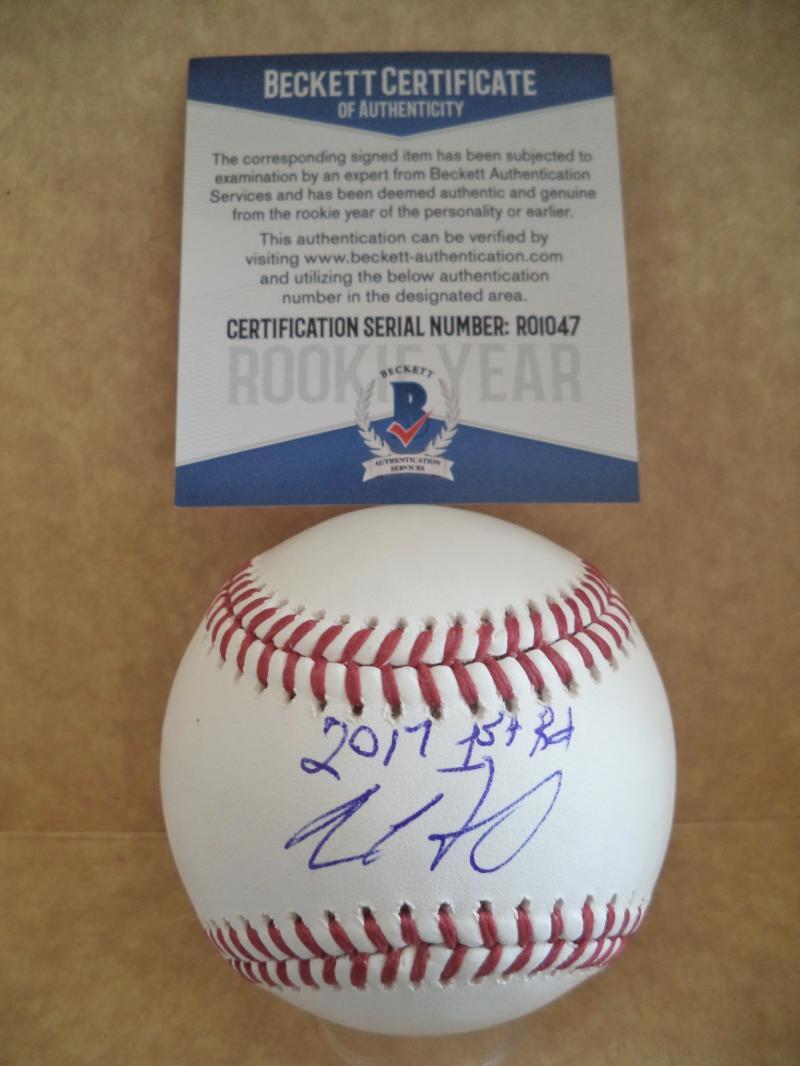 BECKETT CERTIFICATE
OF AUTHENTICITY
The corresponding signed item has been subjected to
examination by an expert from Beckett Authentication
Services and has been deemed authentic and genuine
from the rookie year of the personality or earlier.
This authentication can be verified by
visiting www.beckett-authentication.com
and utilizing the below authentication
number in the designated area.
CERTIFICATION SERIAL NUMBER: R01047
ROOKIE YEAR
BECKETT
B
AUTHENTICATION
SERVICES
2017 1st Rd